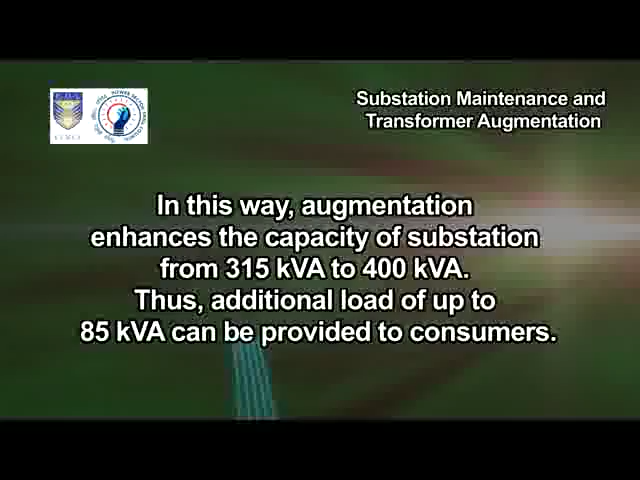 Substation Maintenance and
Transformer Augmentation
In this way, augmentation
enhances the capacity of substation
from 315 kVA to 400 kVA.
Thus, additional load of up to
85 kVA can be provided to consumers.